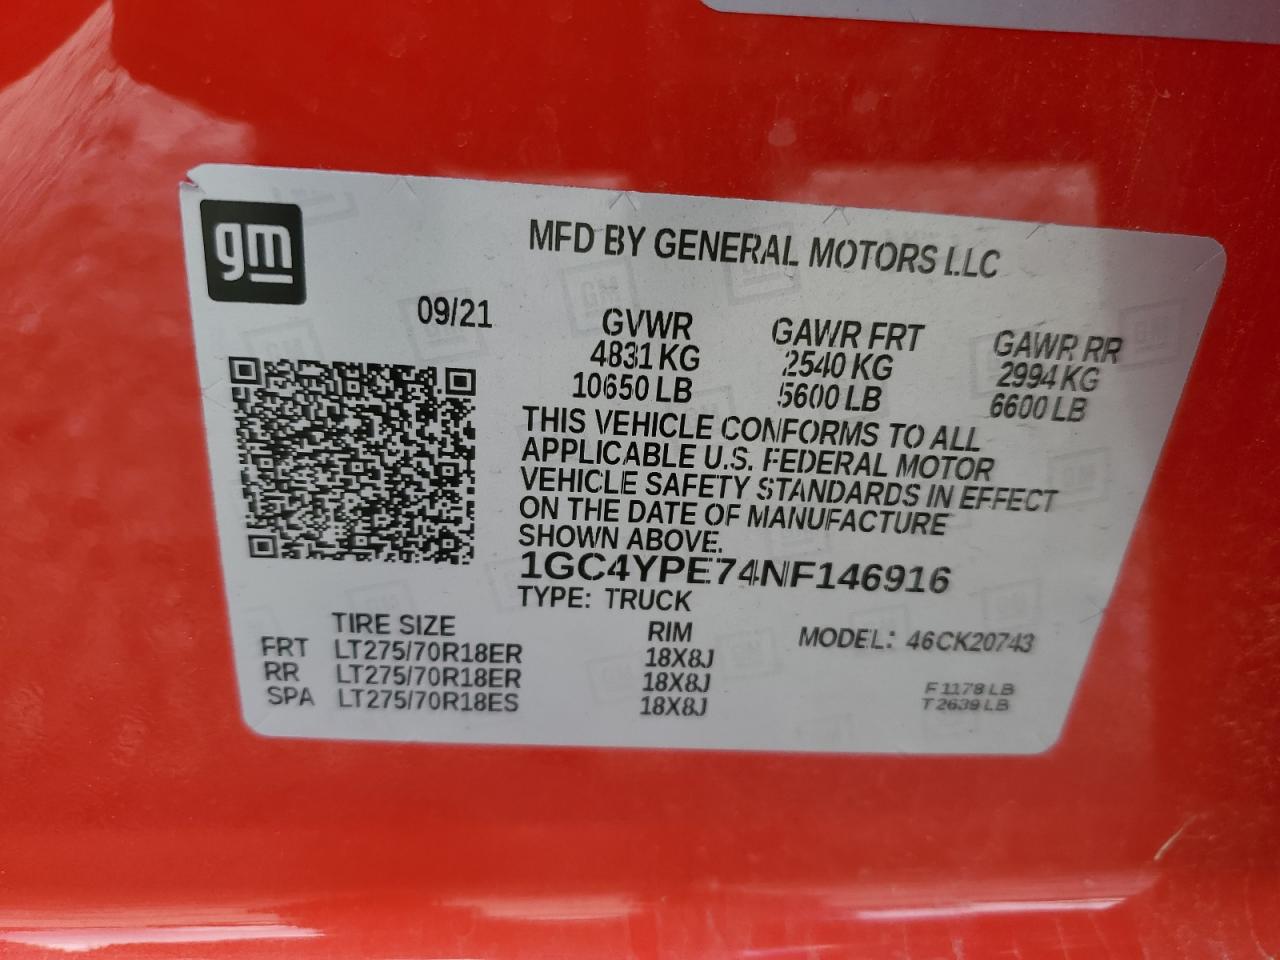 gm
MFD BY GENERAL MOTORS LLC
09/21
GVWR GAWR FRT GAWR RR
4831 KG 2540 KG 2994 KG
10650 LB 5600 LB 6600 LB
THIS VEHICLE CONFORMS TO ALL
APPLICABLE U.S. FEDERAL MOTOR
VEHICLE SAFETY STANDARDS IN EFFECT
ON THE DATE OF MANUFACTURE
SHOWN ABOVE.
1GC4YPE74NF146916
TYPE: TRUCK
TIRE SIZE RIM MODEL: 46CK20743
FRT LT275/70R18ER 18X8J
RR LT275/70R18ER 18X8J
SPA LT275/70R18ES 18X8J
F 1178 LB
T 2639 LB